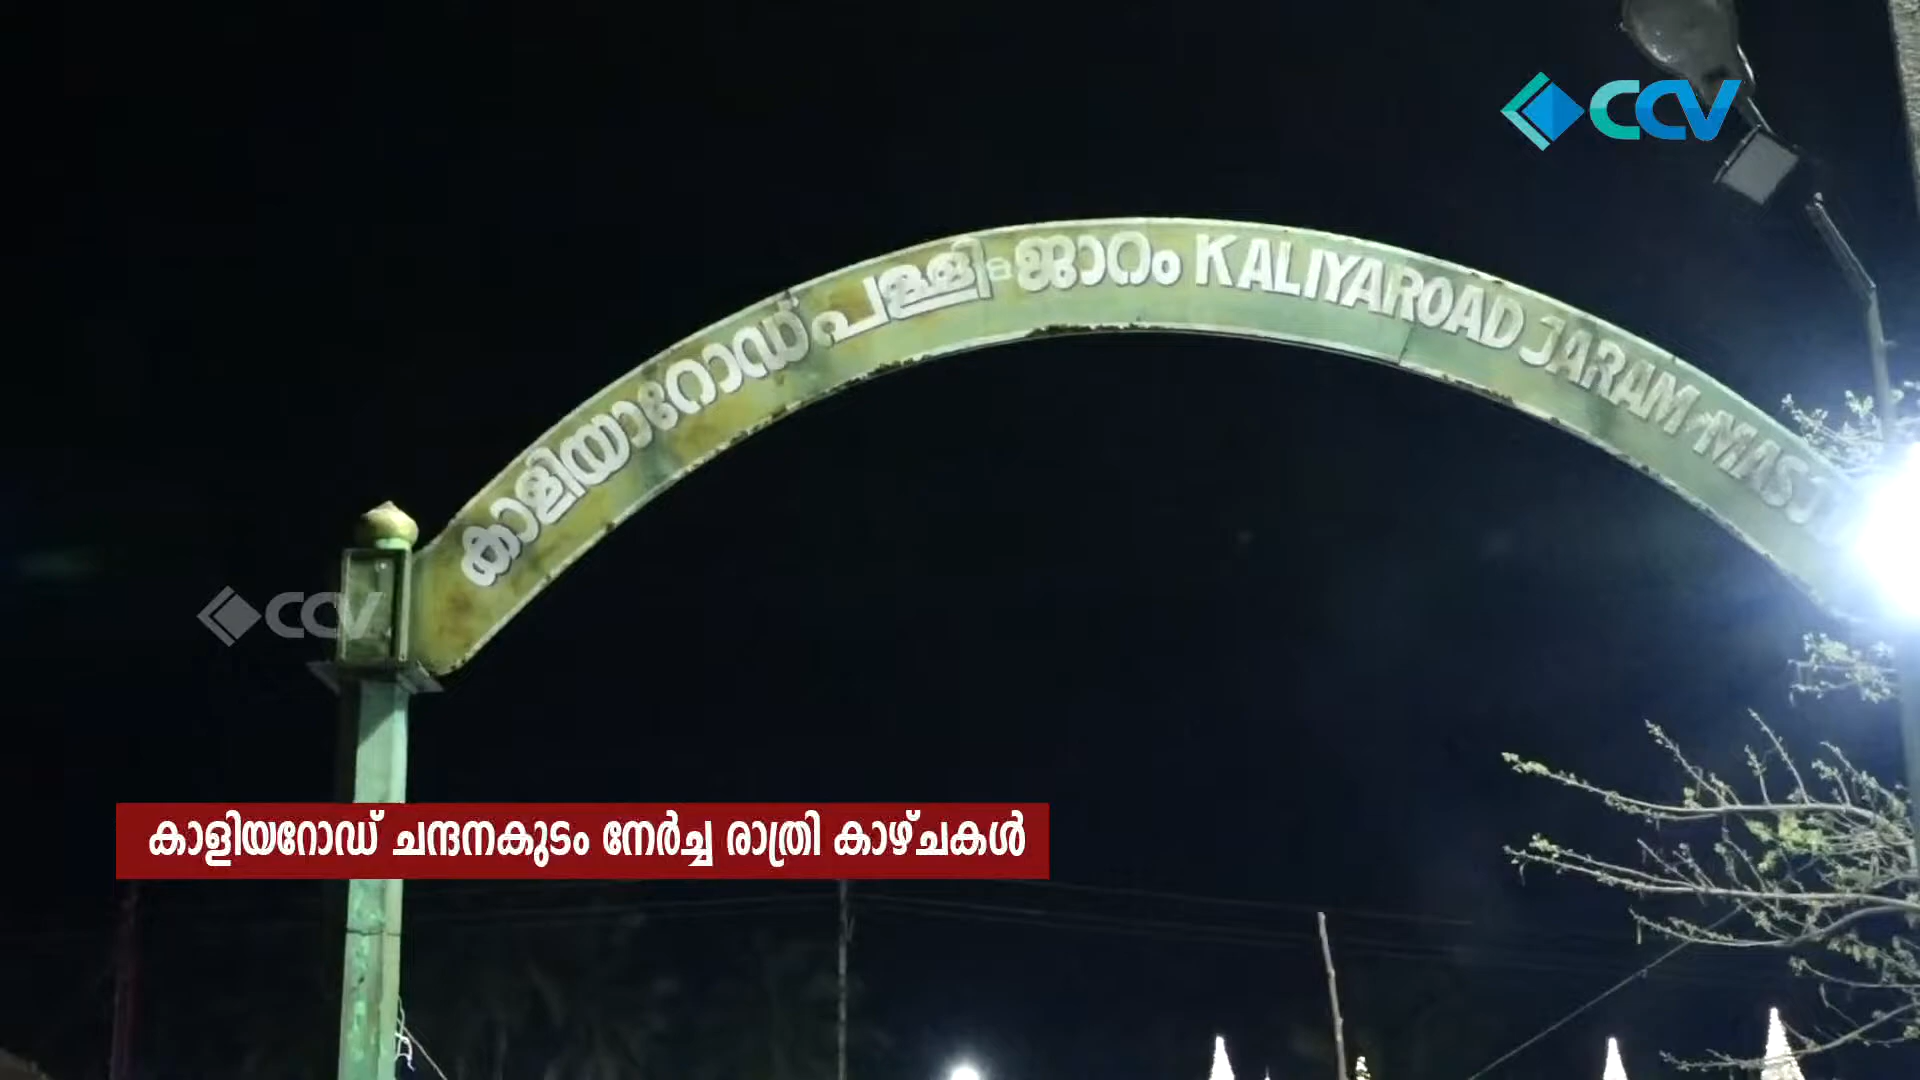 CCV
കാളിയാറോഡ് പള്ളി ജാറം KALIYAROAD JARAM MASJ
CCV
കാളിയറോഡ് ചന്ദനകുടം നേർച്ച രാത്രി കാഴ്ചകൾ